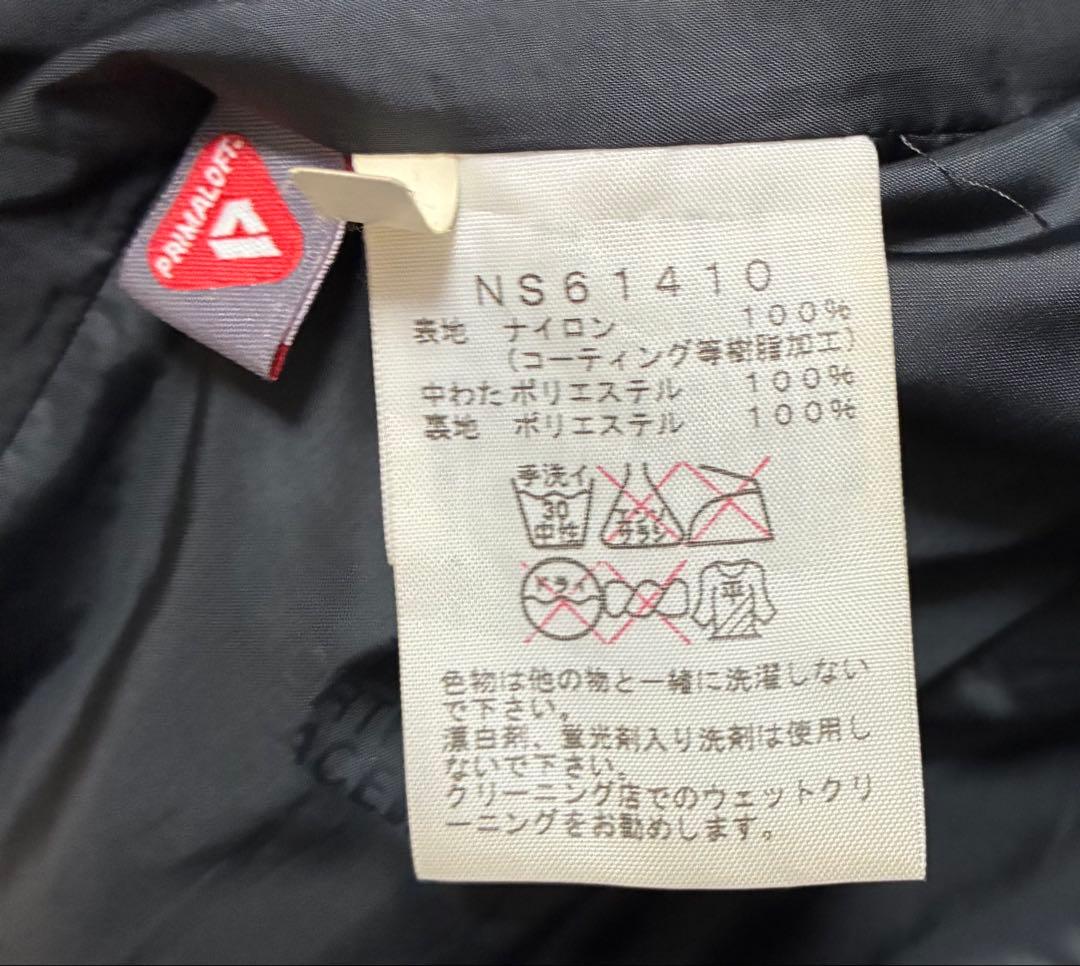 PRIMALOFT
NS61410
表地 ナイロン 100%
(コーティング等樹脂加工)
中わた ポリエステル 100%
裏地 ポリエステル 100%
手洗イ
30
中性
エンソ
サラシ
ドライ
平
色物は他の物と一緒に洗濯しない
で下さい。
漂白剤、蛍光剤入り洗剤は使用し
ないで下さい。
クリーニング店でのウェットクリ
ーニングをお勧めします。